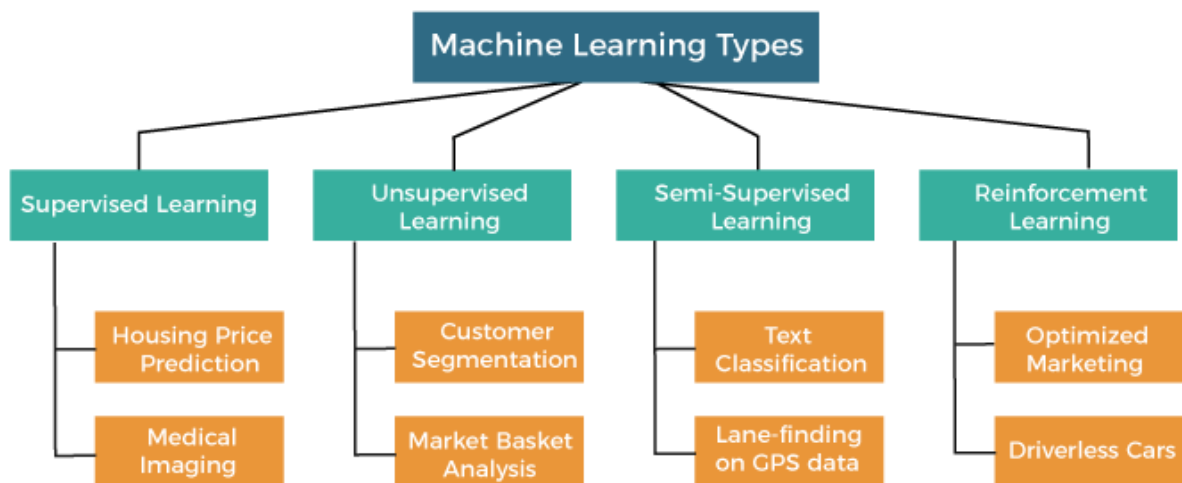 Machine Learning Types
Supervised Learning
Unsupervised
Learning
Semi-Supervised
Learning
Reinforcement
Learning
Housing Price
Prediction
Medical
Imaging
Customer
Segmentation
Market Basket
Analysis
Text
Classification
Lane-finding
on GPS data
Optimized
Marketing
Driverless Cars